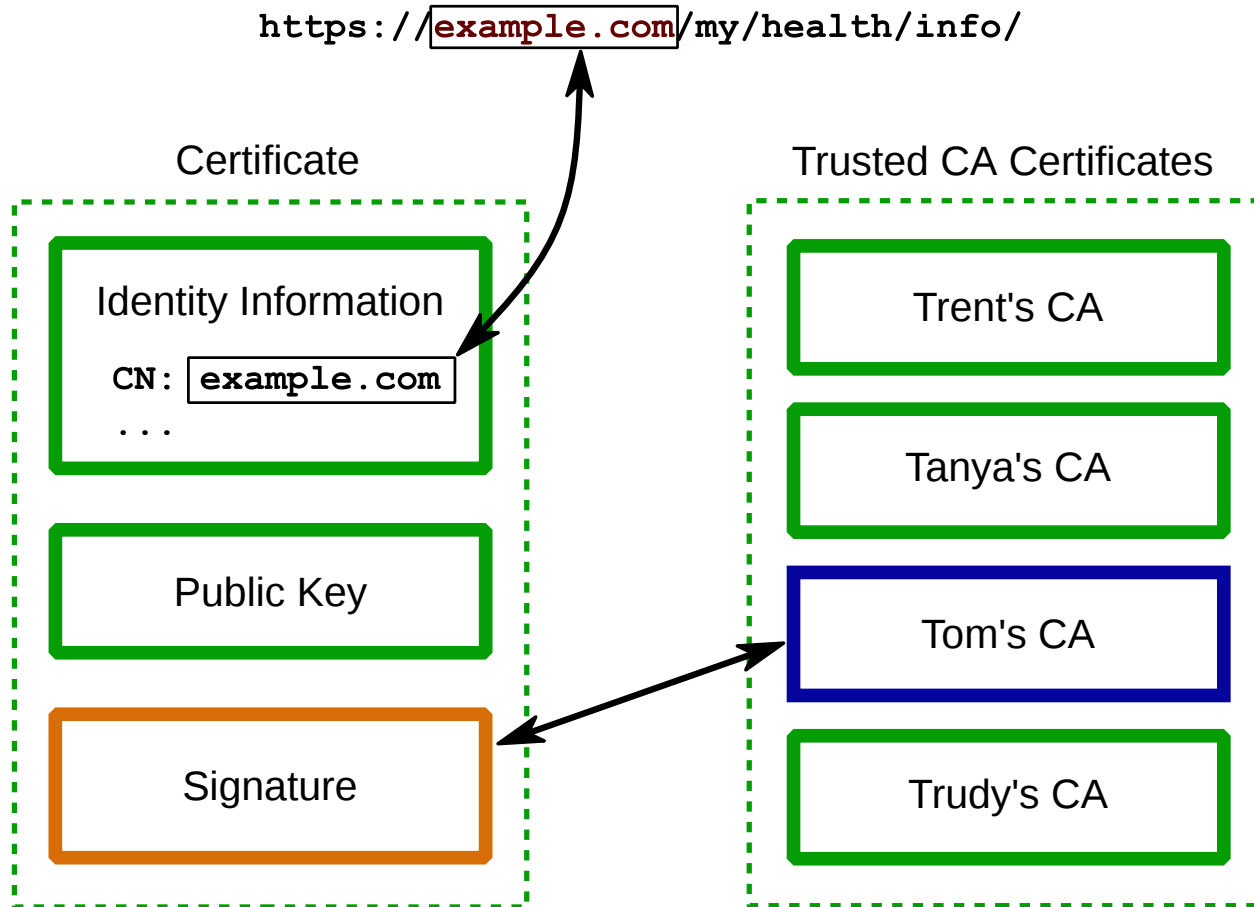 https://example.com/my/health/info/
Certificate
Identity Information
CN: example.com
...
Public Key
Signature
Trusted CA Certificates
Trent's CA
Tanya's CA
Tom's CA
Trudy's CA